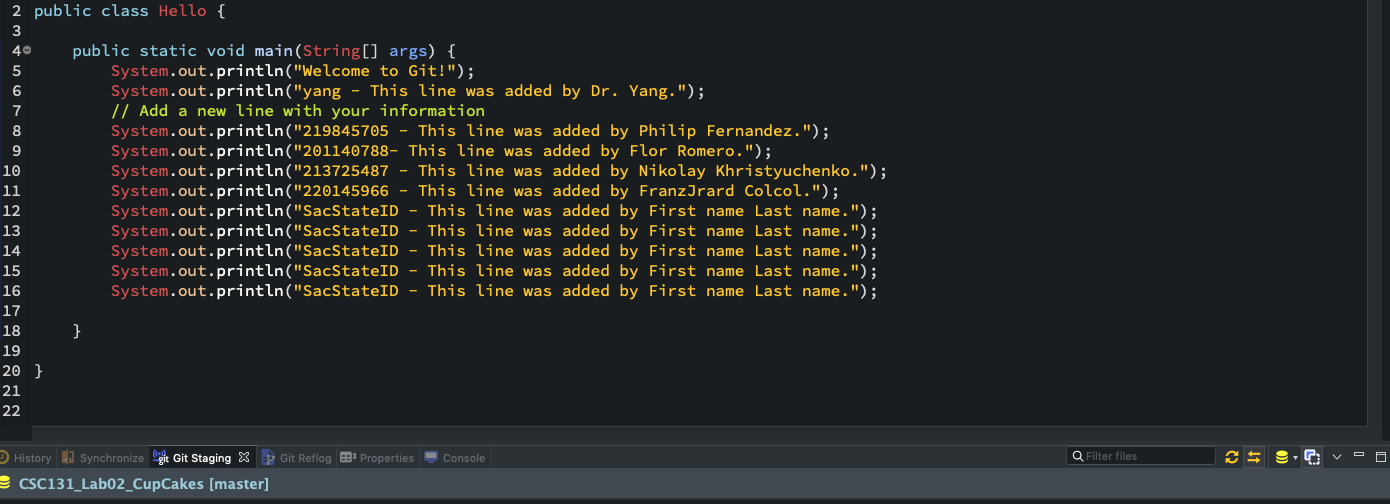 2 public class Hello {
3
4 public static void main(String[] args) {
5 System.out.println("Welcome to Git!");
6 System.out.println("yang - This line was added by Dr. Yang.");
7 // Add a new line with your information
8 System.out.println("219845705 - This line was added by Philip Fernandez.");
9 System.out.println("201140788- This line was added by Flor Romero.");
10 System.out.println("213725487 - This line was added by Nikolay Khristyuchenko.");
11 System.out.println("220145966 - This line was added by FranzJrard Colcol.");
12 System.out.println("SacStateID - This line was added by First name Last name.");
13 System.out.println("SacStateID - This line was added by First name Last name.");
14 System.out.println("SacStateID - This line was added by First name Last name.");
15 System.out.println("SacStateID - This line was added by First name Last name.");
16 System.out.println("SacStateID - This line was added by First name Last name.");
17
18 }
19
20 }
21
22
History Synchronize git Git Staging Git Reflog Properties Console Filter files
CSC131_Lab02_CupCakes [master]